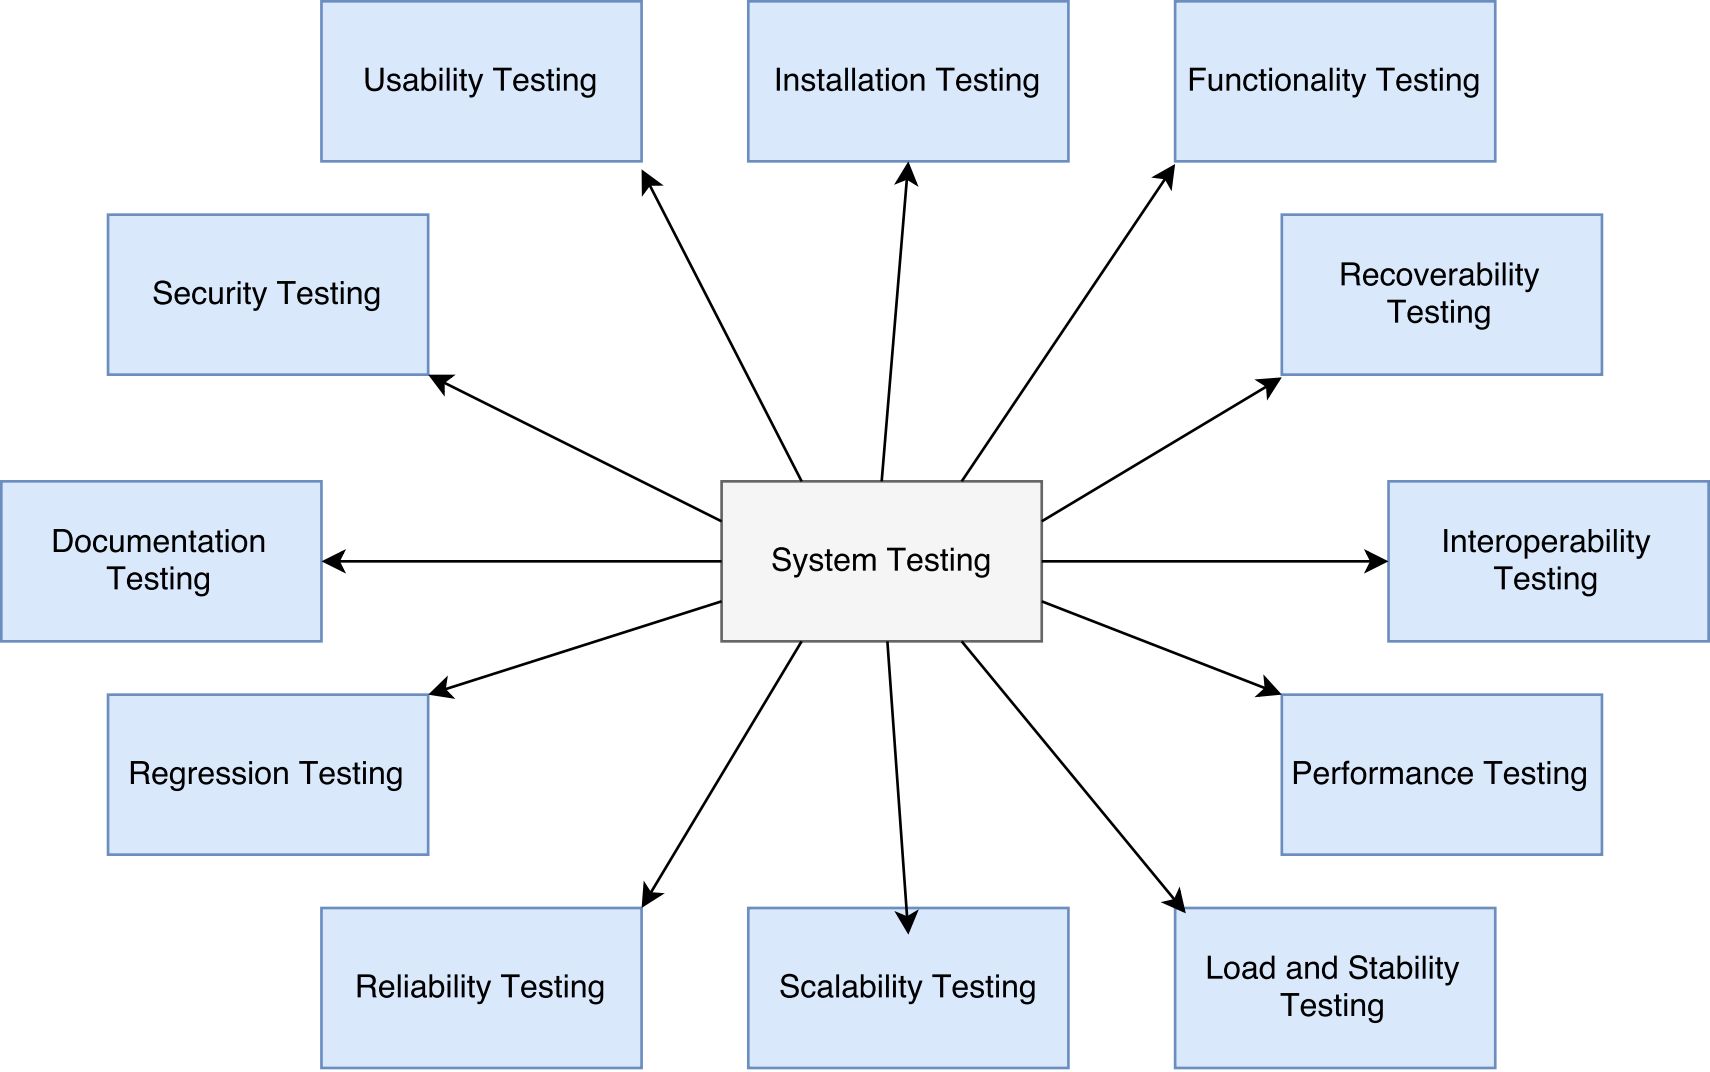 Usability Testing
Installation Testing
Functionality Testing
Security Testing
Recoverability
Testing
Documentation
Testing
System Testing
Interoperability
Testing
Regression Testing
Performance Testing
Reliability Testing
Scalability Testing
Load and Stability
Testing